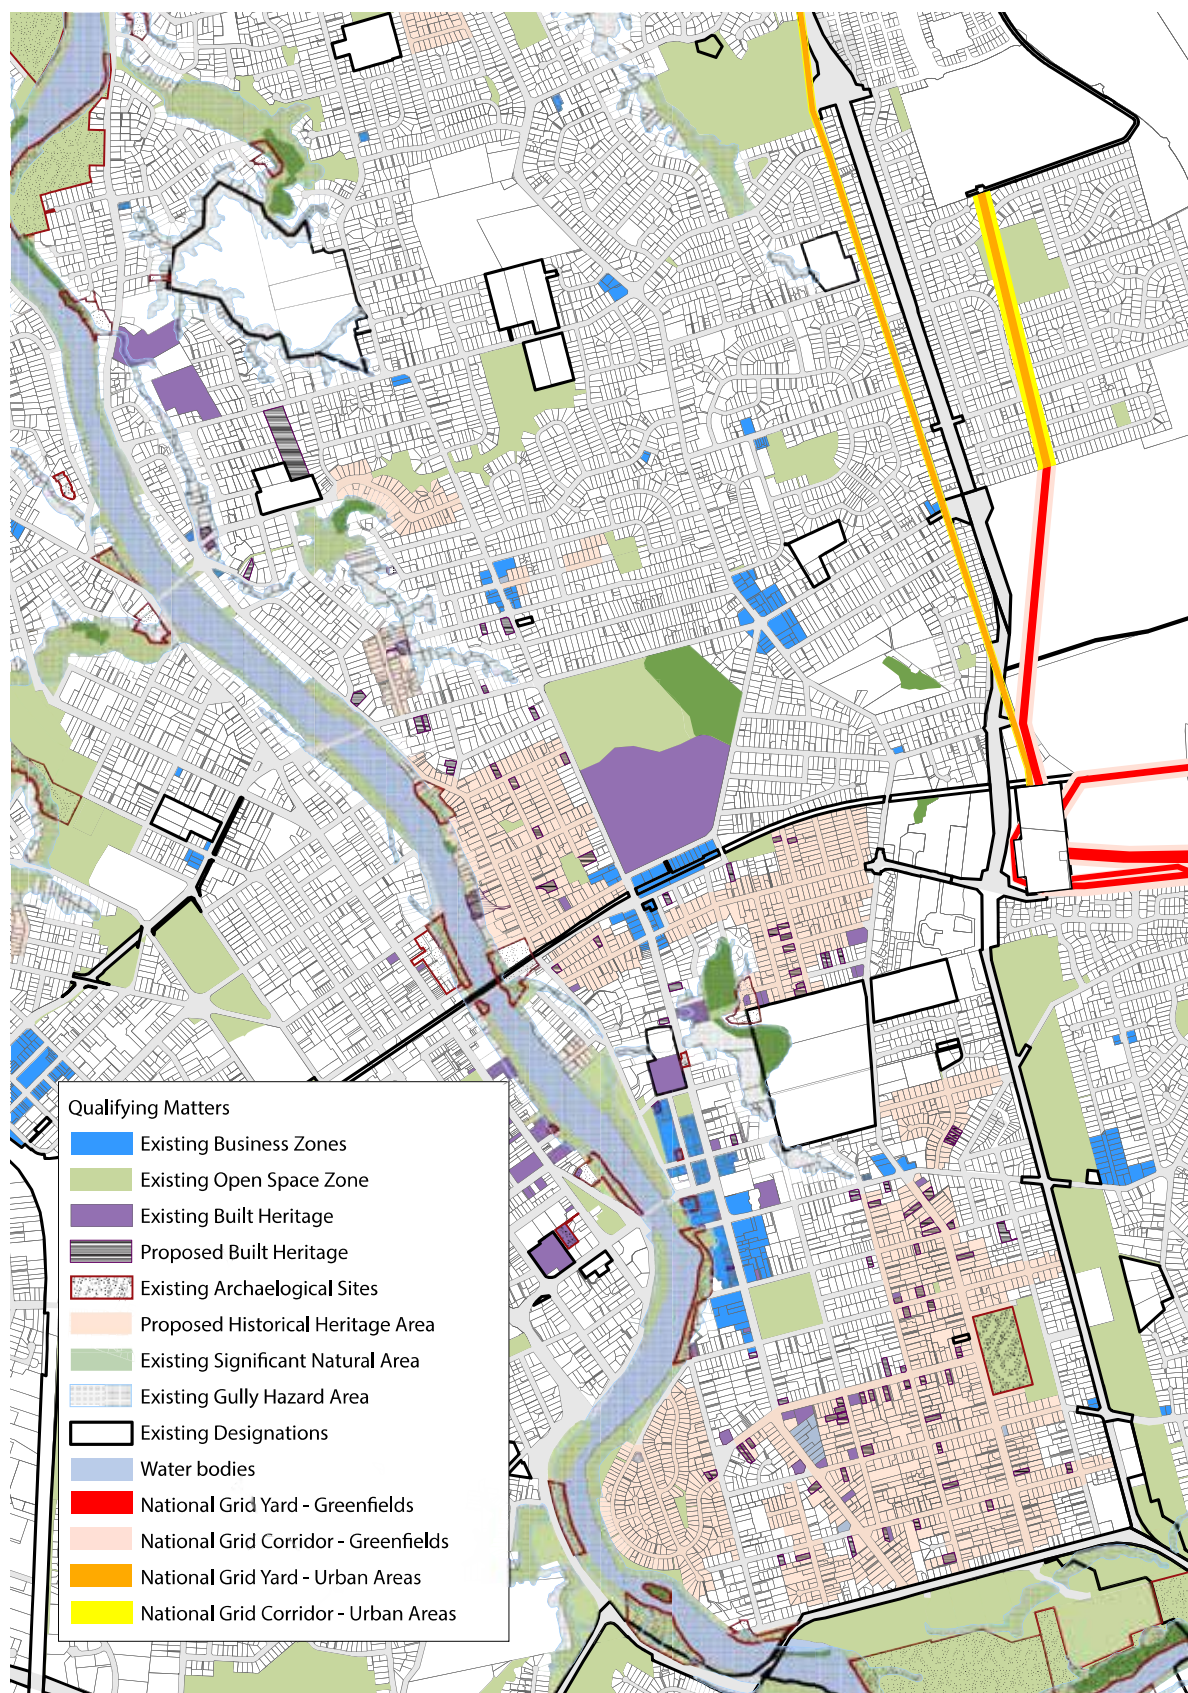 Qualifying Matters
Existing Business Zones
Existing Open Space Zone
Existing Built Heritage
Proposed Built Heritage
Existing Archaelogical Sites
Proposed Historical Heritage Area
Existing Significant Natural Area
Existing Gully Hazard Area
Existing Designations
Water bodies
National Grid Yard - Greenfields
National Grid Corridor - Greenfields
National Grid Yard - Urban Areas
National Grid Corridor - Urban Areas